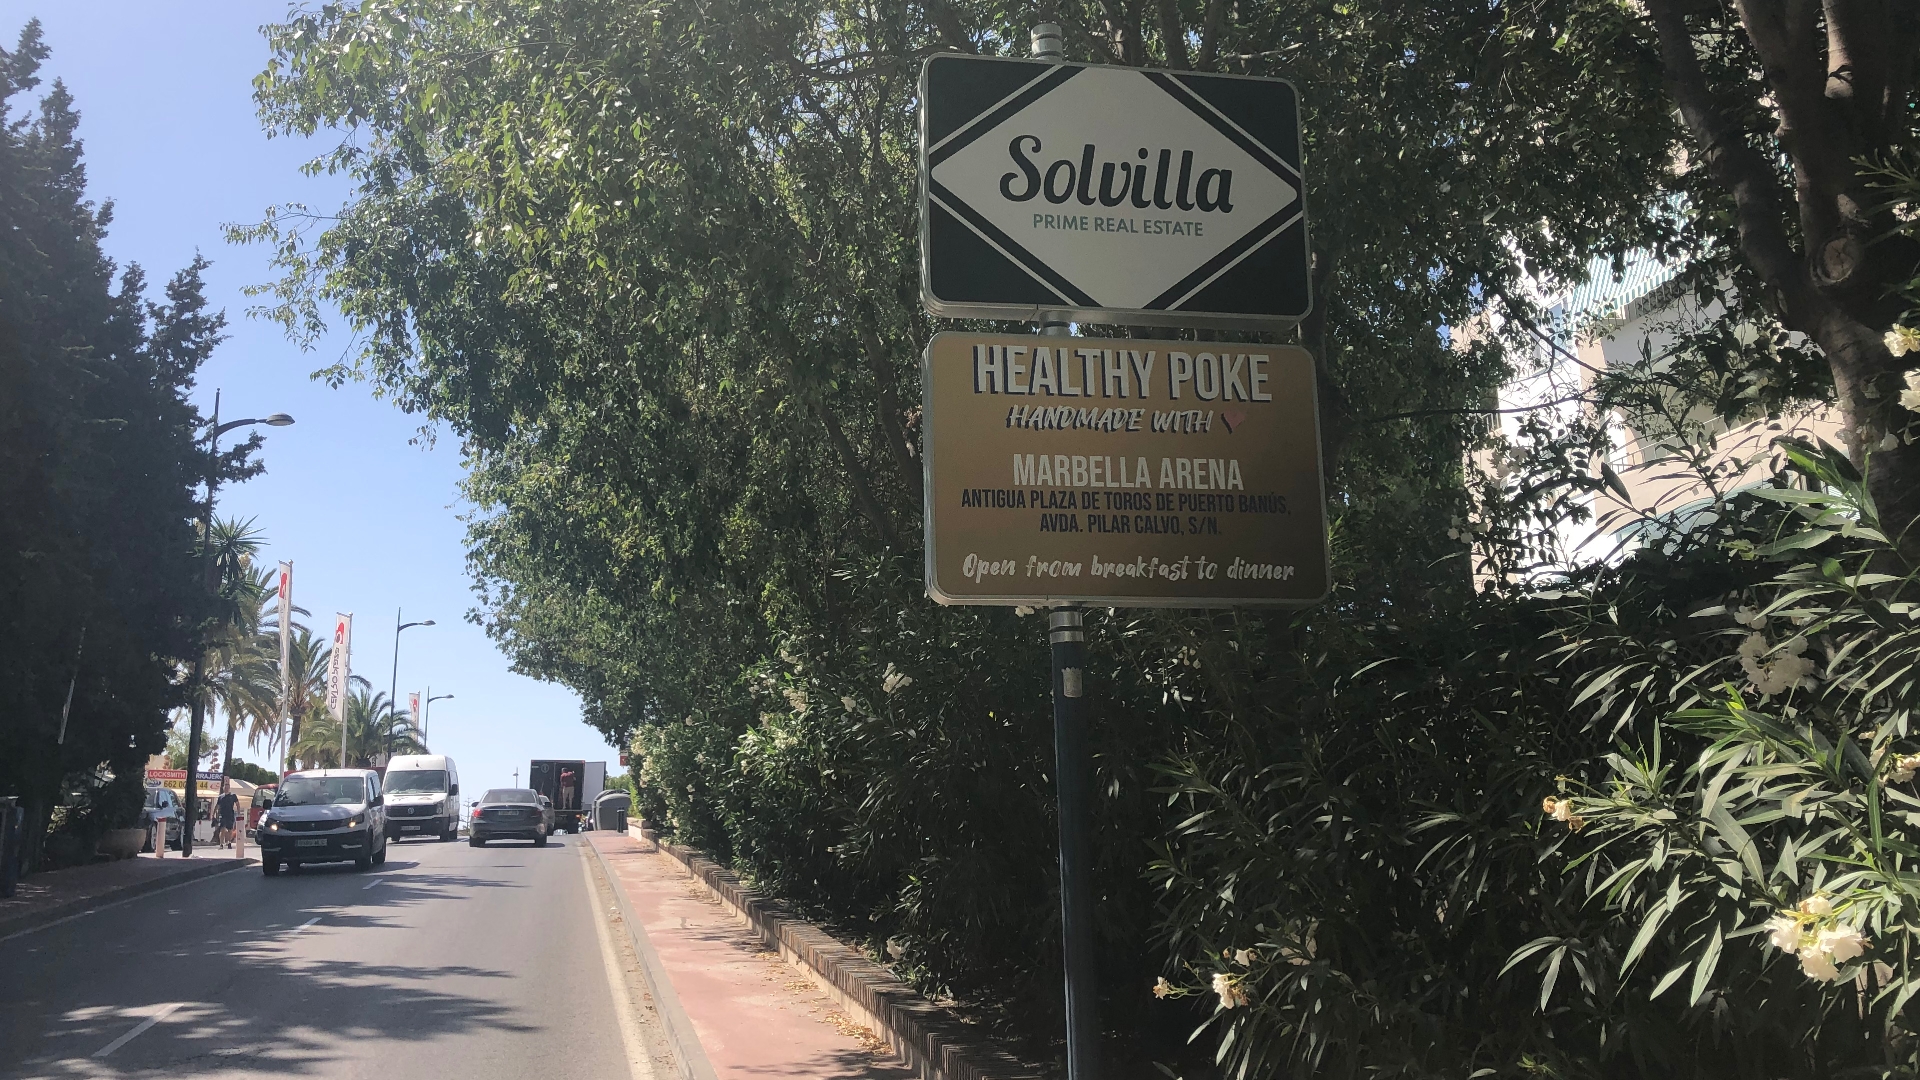 Solvilla
PRIME REAL ESTATE
HEALTHY POKE
HANDMADE WITH
MARBELLA ARENA
ANTIGUA PLAZA DE TOROS DE PUERTO BANÚS,
AVDA. PILAR CALVO, S/N.
Open from breakfast to dinner
LOCKSMITH